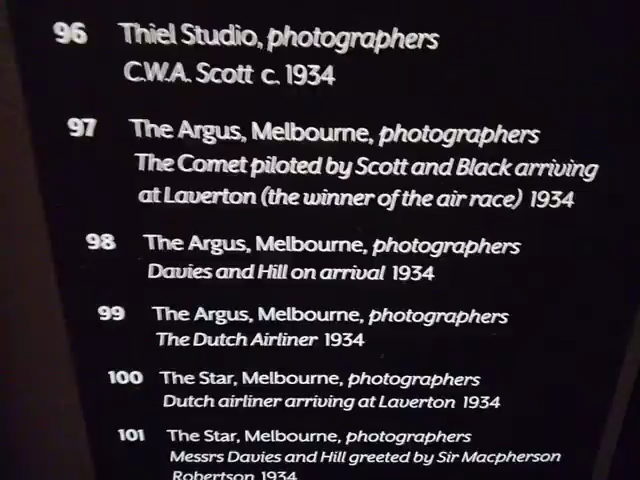 96 Thiel Studio, photographers
C.W.A. Scott c. 1934
97 The Argus, Melbourne, photographers
The Comet piloted by Scott and Black arriving
at Laverton (the winner of the air race) 1934
98 The Argus, Melbourne, photographers
Davies and Hill on arrival 1934
99 The Argus, Melbourne, photographers
The Dutch Airliner 1934
100 The Star, Melbourne, photographers
Dutch airliner arriving at Laverton 1934
101 The Star, Melbourne, photographers
Messrs Davies and Hill greeted by Sir Macpherson
Robertson 1934